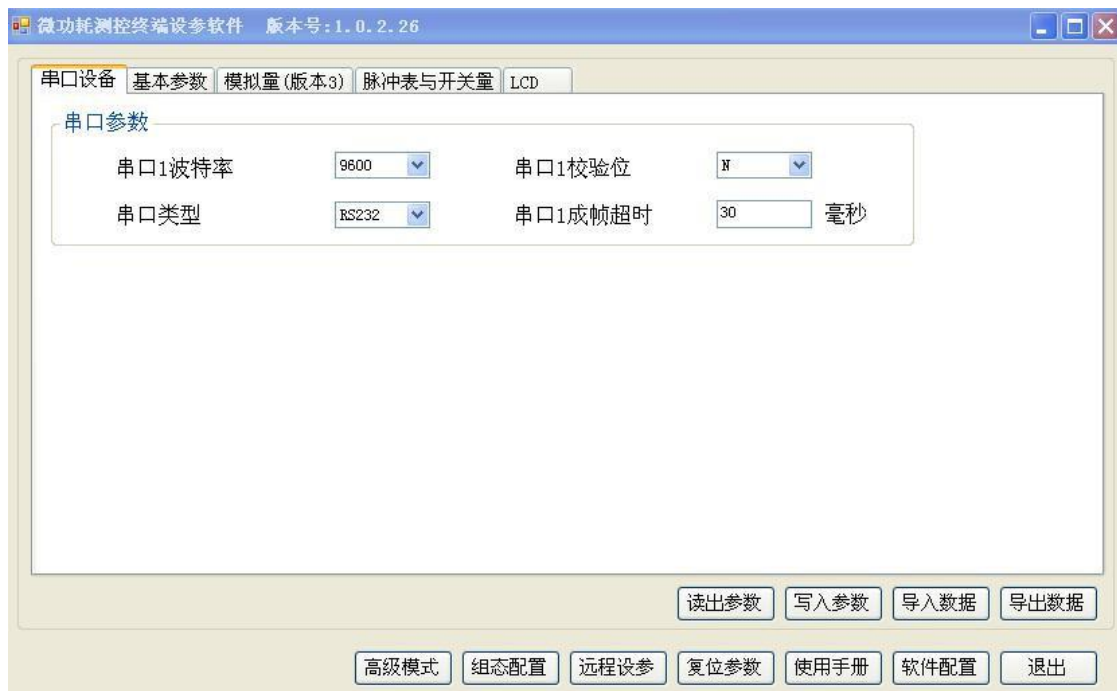 微功耗测控终端设参软件 版本号:1.0.2.26
串口设备 基本参数 模拟量(版本3) 脉冲表与开关量 LCD
串口参数
串口1波特率 9600 串口1校验位 N
串口类型 RS232 串口1成帧超时 30 毫秒
读出参数 写入参数 导入数据 导出数据
高级模式 组态配置 远程设参 复位参数 使用手册 软件配置 退出